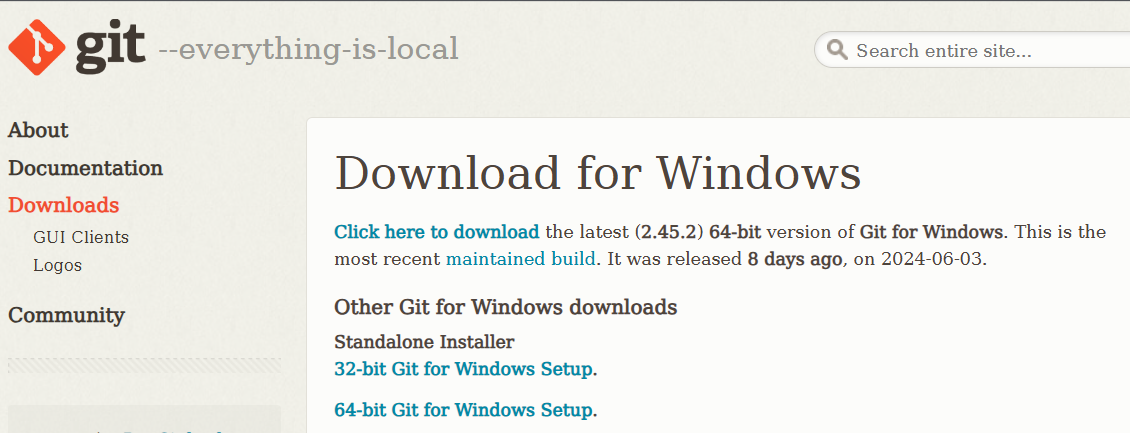 git --everything-is-local
Search entire site...
About
Documentation
Downloads
GUI Clients
Logos
Community
Download for Windows
Click here to download the latest (2.45.2) 64-bit version of Git for Windows. This is the
most recent maintained build. It was released 8 days ago, on 2024-06-03.
Other Git for Windows downloads
Standalone Installer
32-bit Git for Windows Setup.
64-bit Git for Windows Setup.